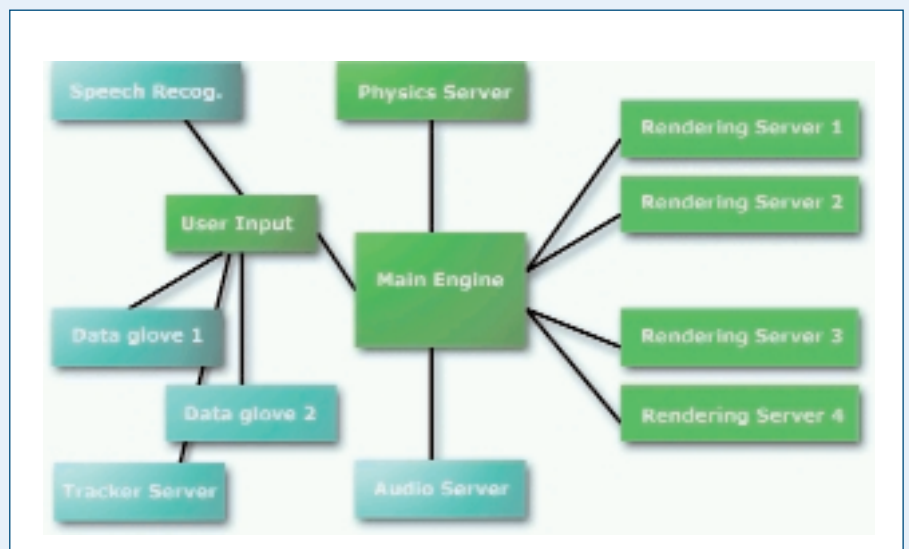 Speech Recog.
Physics Server
Rendering Server 1
Rendering Server 2
User Input
Main Engine
Data glove 1
Rendering Server 3
Data glove 2
Rendering Server 4
Tracker Server
Audio Server